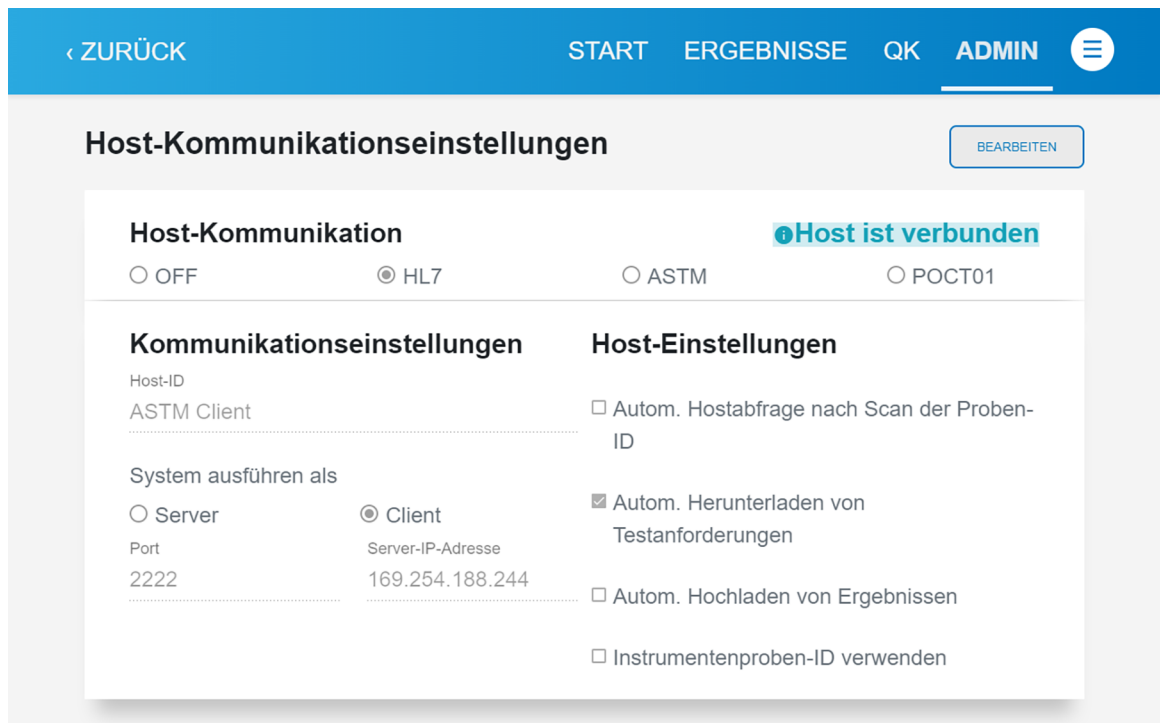 ‹ ZURÜCK START ERGEBNISSE QK ADMIN
Host-Kommunikationseinstellungen
BEARBEITEN
Host-Kommunikation
Host ist verbunden
OFF HL7 ASTM POCT01
Kommunikationseinstellungen
Host-ID
ASTM Client
System ausführen als
Server Client
Port Server-IP-Adresse
2222 169.254.188.244
Host-Einstellungen
Autom. Hostabfrage nach Scan der Proben-
ID
Autom. Herunterladen von
Testanforderungen
Autom. Hochladen von Ergebnissen
Instrumentenproben-ID verwenden